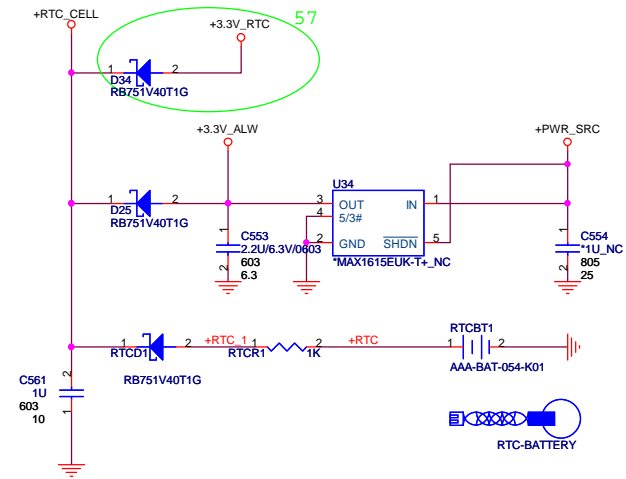 +RTC_CELL
57
+3.3V_RTC
1 2
D34
RB751V40T1G
+3.3V_ALW
+PWR_SRC
U34
1 2
D25
RB751V40T1G
3 OUT IN 1
4 5/3#
2 GND SHDN 5
*MAX1615EUK-T+_NC
1
C553
2.2U/6.3V/0603
603
6.3
2
1
C554
*1U_NC
805
25
2
1 2
RTCD1
RB751V40T1G
+RTC_1
1 2
RTCR1
1K
+RTC
RTCBT1
1 2
AAA-BAT-054-K01
2
C561
1U
603
10
1
RTC-BATTERY